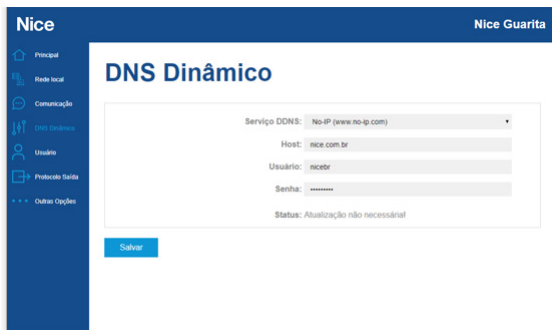 Nice
Nice Guarita
Principal
Rede local
Comunicação
DNS Dinâmico
Usuário
Protocolo Saída
Outras Opções
DNS Dinâmico
Serviço DDNS: No-IP (www.no-ip.com)
Host: nice.com.br
Usuário: nicebr
Senha: •••••••••
Status: Atualização não necessária!
Salvar